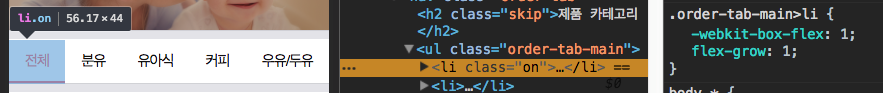 li.on | 56.17 × 44
전체 분유 유아식 커피 우유/두유
<h2 class="skip">제품 카테고리
</h2>
▼<ul class="order-tab-main">
… ▶<li class="on">…</li> ==
▶<li>…</li> $0
.order-tab-main>li {
-webkit-box-flex: 1;
flex-grow: 1;
}
body * {